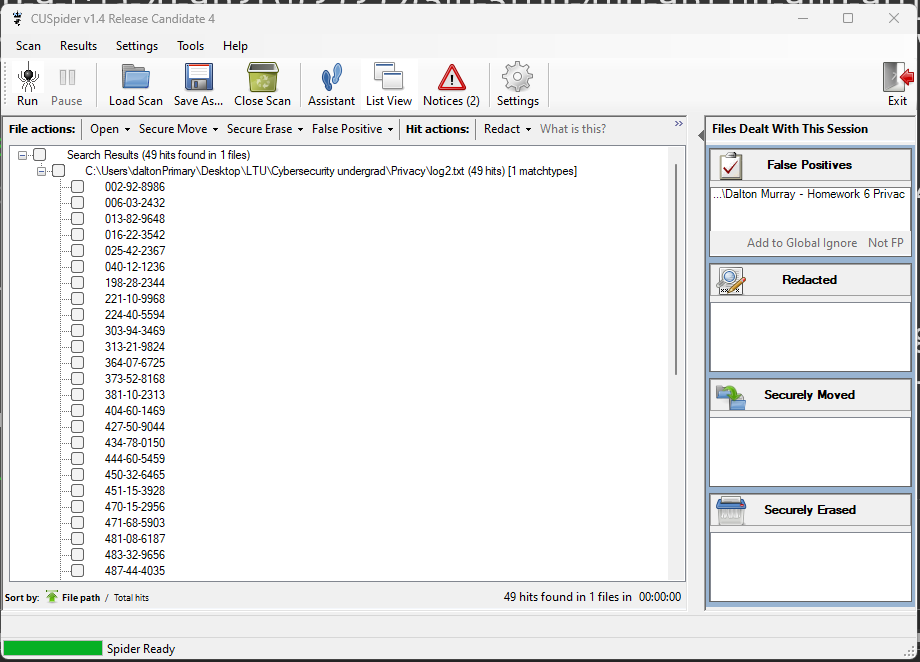 CUSpider v1.4 Release Candidate 4
Scan Results Settings Tools Help
Run Pause Load Scan Save As... Close Scan Assistant List View Notices (2) Settings Exit
File actions: Open Secure Move Secure Erase False Positive Hit actions: Redact What is this? »
Search Results (49 hits found in 1 files)
C:\Users\daltonPrimary\Desktop\LTU\Cybersecurity undergrad\Privacy\log2.txt (49 hits) [1 matchtypes]
002-92-8986
006-03-2432
013-82-9648
016-22-3542
025-42-2367
040-12-1236
198-28-2344
221-10-9968
224-40-5594
303-94-3469
313-21-9824
364-07-6725
373-52-8168
381-10-2313
404-60-1469
427-50-9044
434-78-0150
444-60-5459
450-32-6465
451-15-3928
470-15-2956
471-68-5903
481-08-6187
483-32-9656
487-44-4035
Sort by: File path / Total hits
49 hits found in 1 files in 00:00:00
Files Dealt With This Session
False Positives
...\Dalton Murray - Homework 6 Privac
Add to Global Ignore Not FP
Redacted
Securely Moved
Securely Erased
Spider Ready